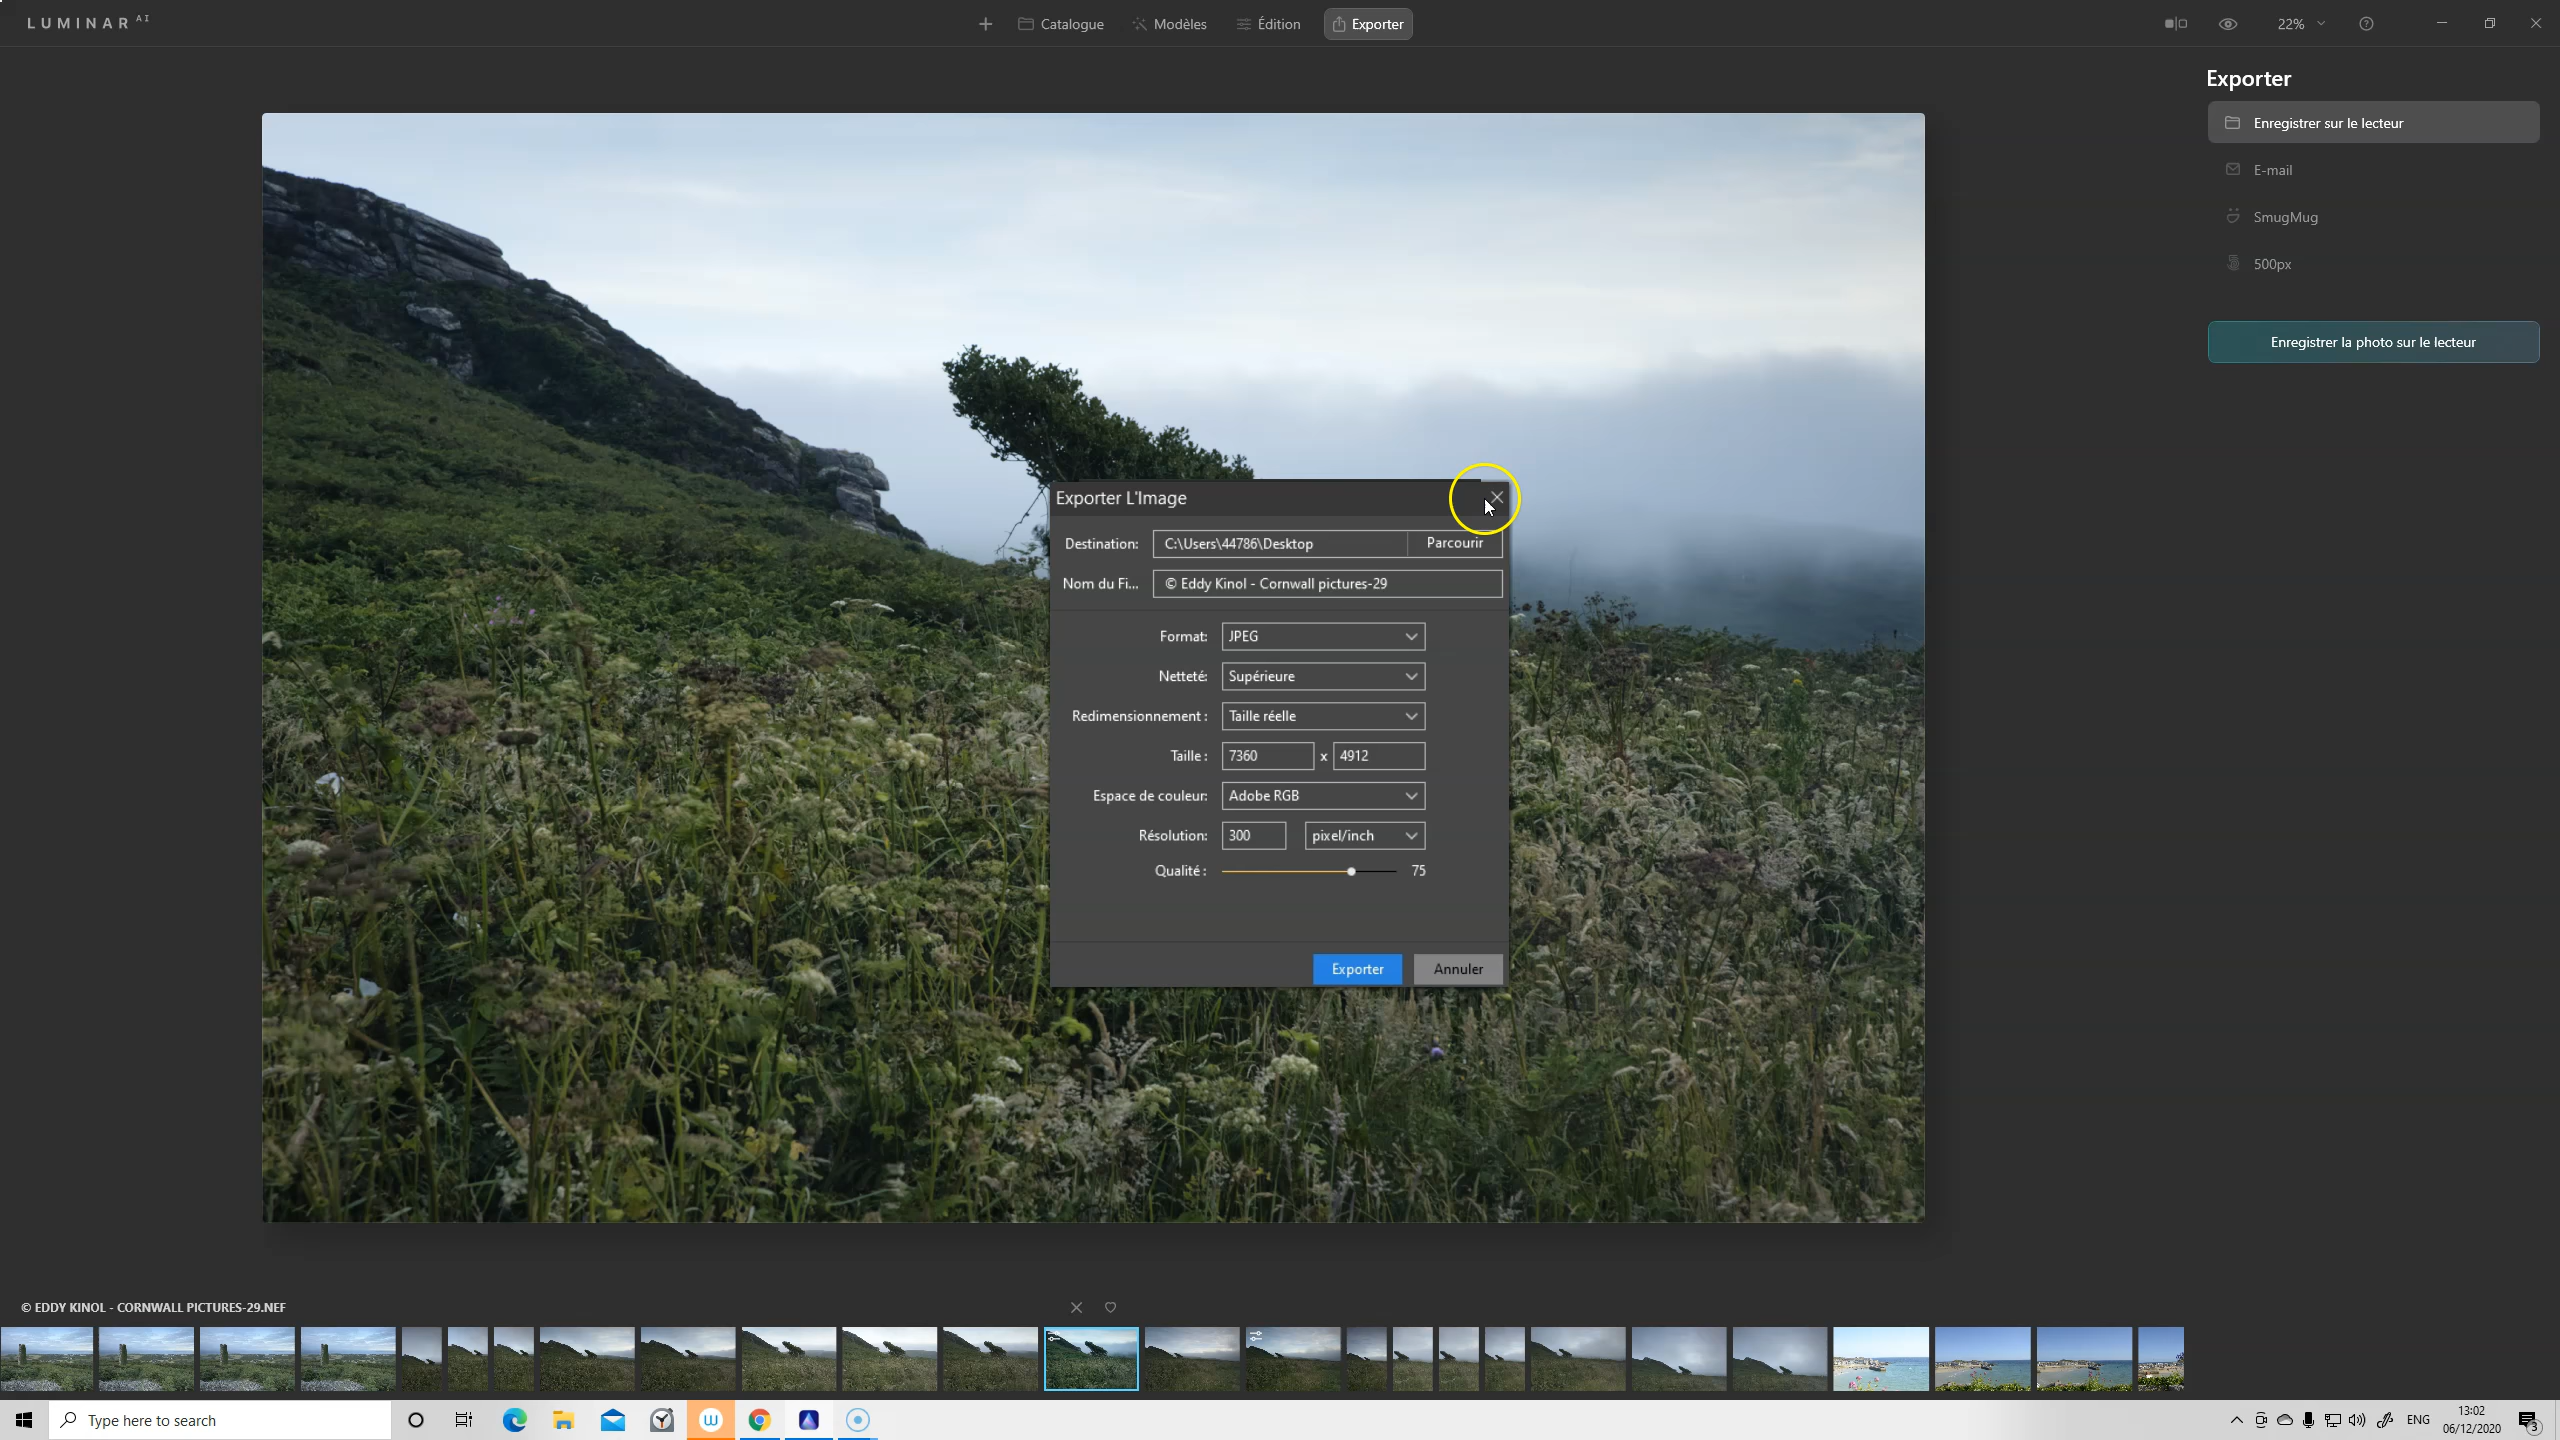 LUMINAR AI
Catalogue
Modèles
Édition
Exporter
22%
Exporter
Enregistrer sur le lecteur
E-mail
SmugMug
500px
Enregistrer la photo sur le lecteur
Exporter L'Image
Destination: C:\Users\44786\Desktop Parcourir
Nom du Fi... © Eddy Kinol - Cornwall pictures-29
Format: JPEG
Netteté: Supérieure
Redimensionnement : Taille réelle
Taille : 7360 x 4912
Espace de couleur: Adobe RGB
Résolution: 300 pixel/inch
Qualité : 75
Exporter Annuler
© EDDY KINOL - CORNWALL PICTURES-29.NEF
Type here to search
ENG
13:02
06/12/2020
3